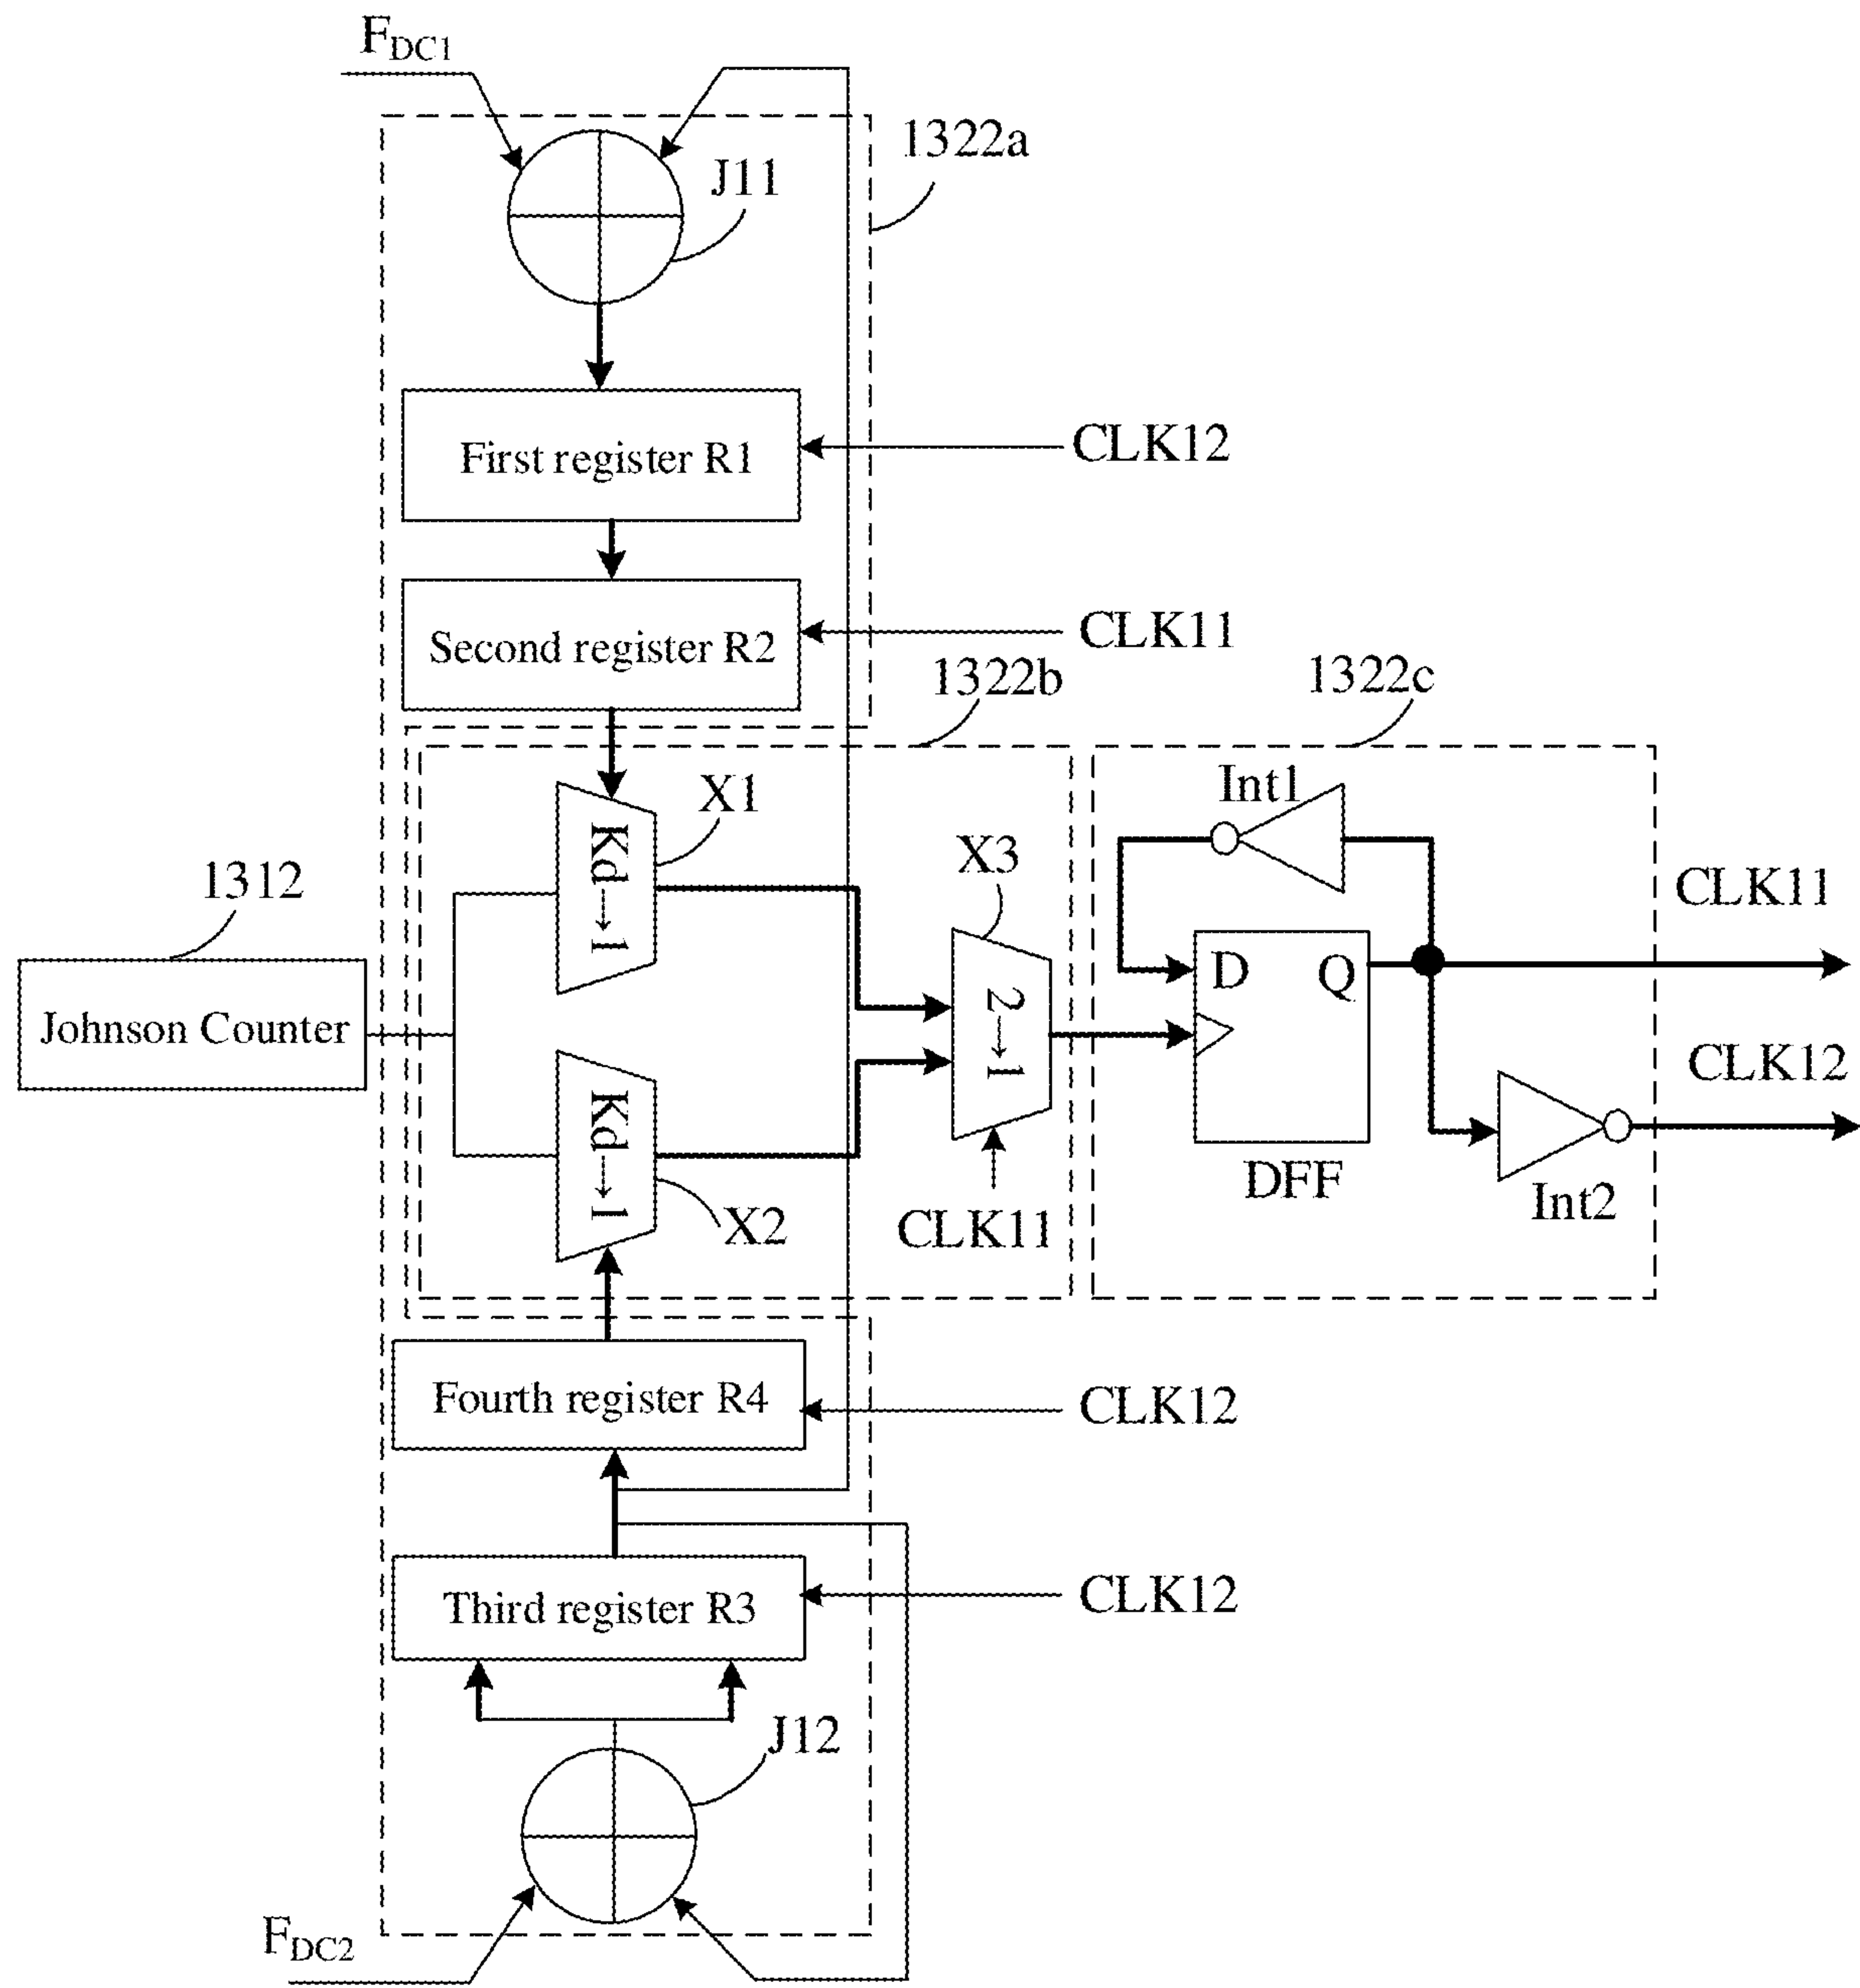 FDC1
1322a
J11
First register R1
CLK12
Second register R2
CLK11
1322b
1322c
X1
Kd→1
Int1
X3
1312
CLK11
Johnson Counter
D
Q
2→1
CLK12
Kd→1
DFF
Int2
X2
CLK11
Fourth register R4
CLK12
Third register R3
CLK12
J12
FDC2